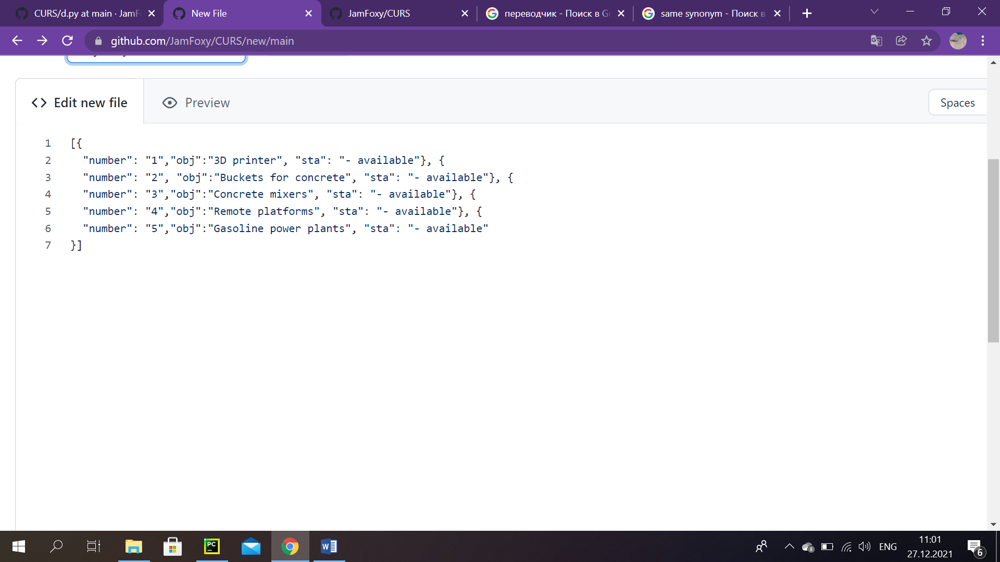 CURS/d.py at main · JamF
New File
JamFoxy/CURS
переводчик - Поиск в Go
same synonym - Поиск в
github.com/JamFoxy/CURS/new/main
Edit new file
Preview
Spaces
1 [{
2 "number": "1","obj":"3D printer", "sta": "- available"}, {
3 "number": "2", "obj":"Buckets for concrete", "sta": "- available"}, {
4 "number": "3","obj":"Concrete mixers", "sta": "- available"}, {
5 "number": "4","obj":"Remote platforms", "sta": "- available"}, {
6 "number": "5","obj":"Gasoline power plants", "sta": "- available"
7 }]
PC
W
ENG
11:01
27.12.2021
6